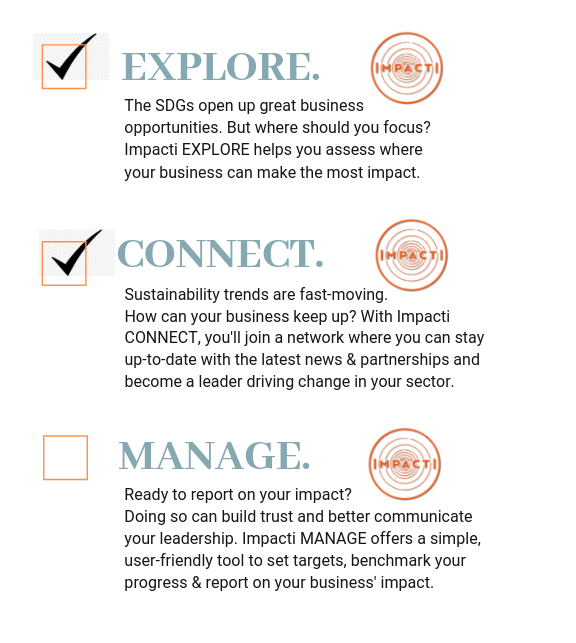 EXPLORE.
IMPACTI
The SDGs open up great business
opportunities. But where should you focus?
Impacti EXPLORE helps you assess where
your business can make the most impact.
CONNECT.
IMPACTI
Sustainability trends are fast-moving.
How can your business keep up? With Impacti
CONNECT, you'll join a network where you can stay
up-to-date with the latest news & partnerships and
become a leader driving change in your sector.
MANAGE.
IMPACTI
Ready to report on your impact?
Doing so can build trust and better communicate
your leadership. Impacti MANAGE offers a simple,
user-friendly tool to set targets, benchmark your
progress & report on your business' impact.